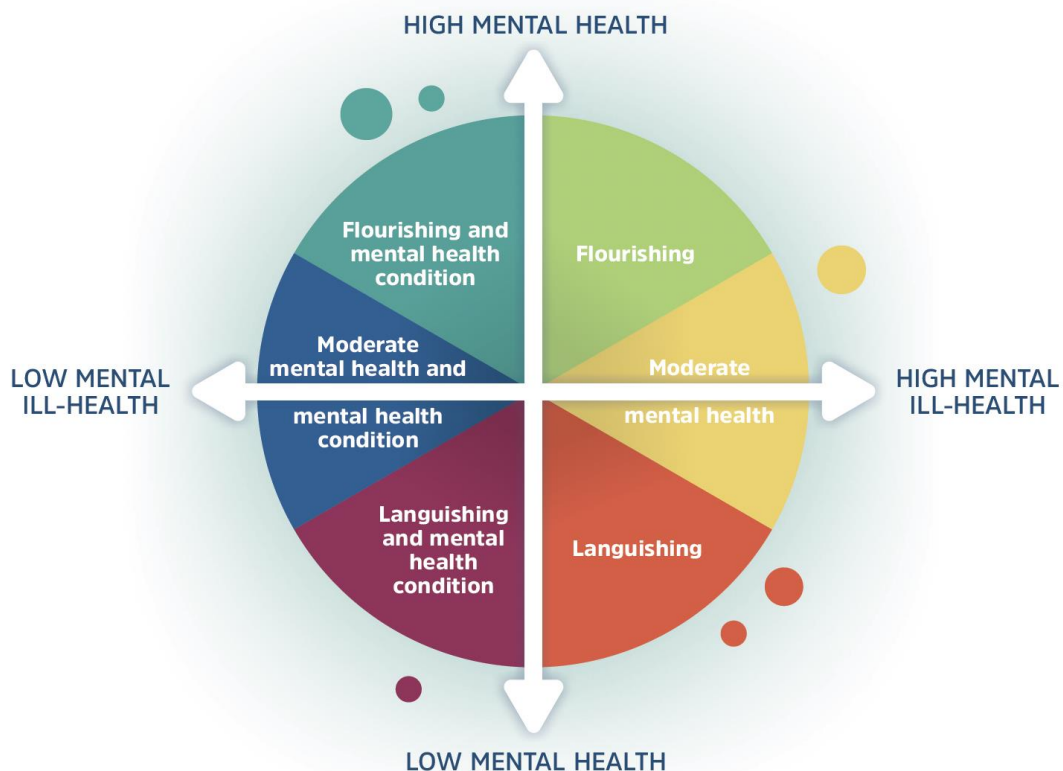 HIGH MENTAL HEALTH
Flourishing and
mental health
condition
Flourishing
Moderate
mental health and
mental health
condition
Moderate
mental health
LOW MENTAL
ILL-HEALTH
HIGH MENTAL
ILL-HEALTH
Languishing
and mental
health
condition
Languishing
LOW MENTAL HEALTH